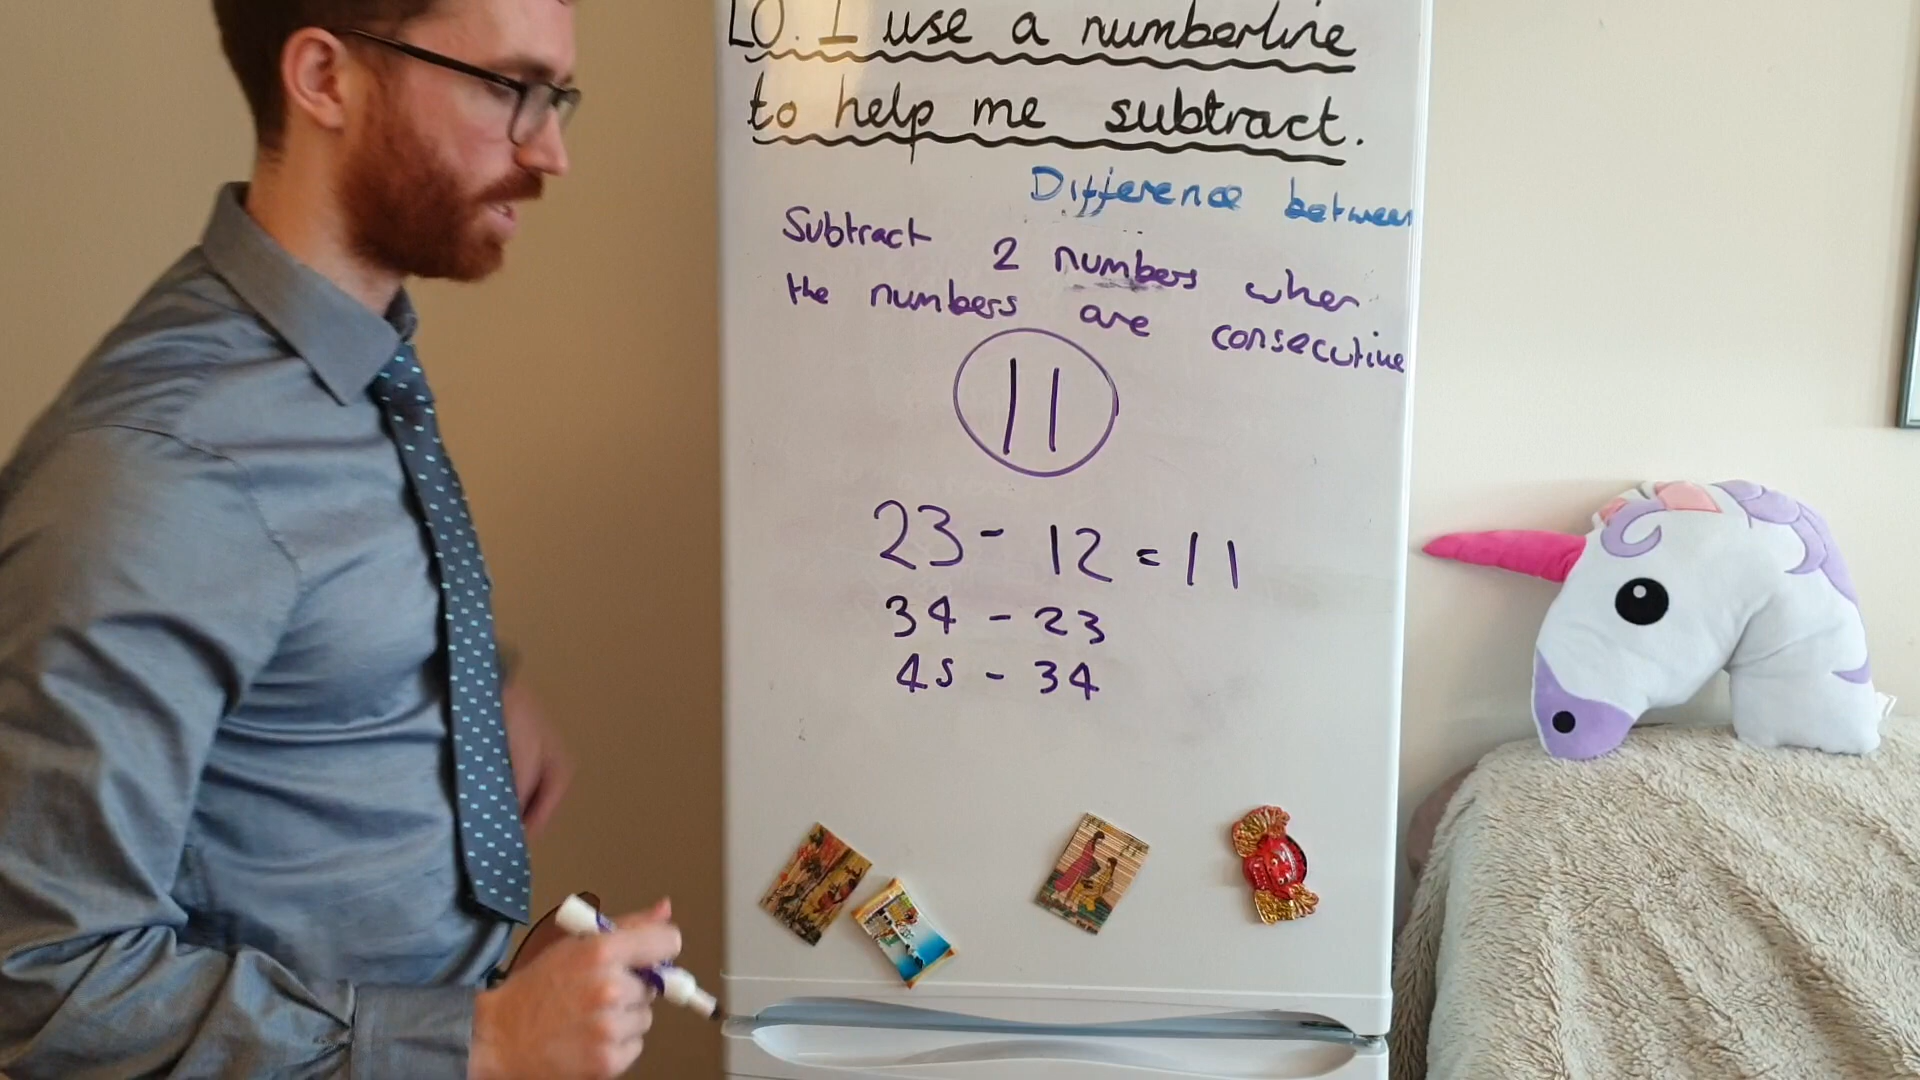 LO. I use a numberline
to help me subtract.
Difference between
Subtract 2 numbers when
the numbers are consecutive
11
23 - 12 = 11
34 - 23
45 - 34